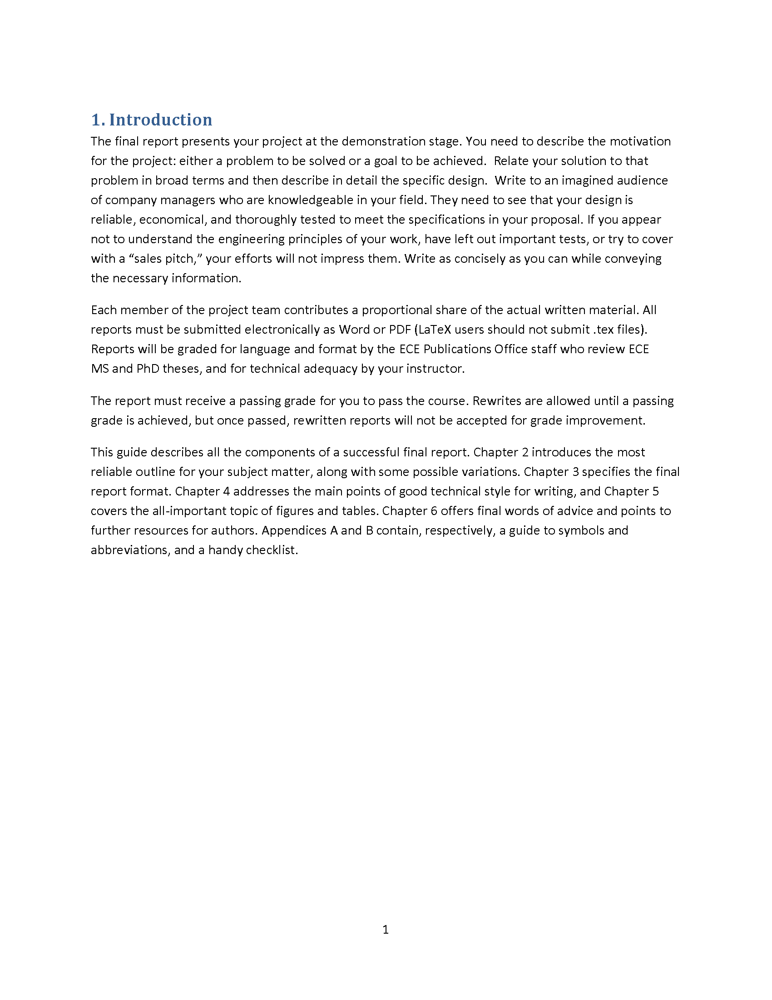 1. Introduction
The final report presents your project at the demonstration stage. You need to describe the motivation
for the project: either a problem to be solved or a goal to be achieved.  Relate your solution to that
problem in broad terms and then describe in detail the specific design.  Write to an imagined audience
of company managers who are knowledgeable in your field. They need to see that your design is
reliable, economical, and thoroughly tested to meet the specifications in your proposal. If you appear
not to understand the engineering principles of your work, have left out important tests, or try to cover
with a “sales pitch,” your efforts will not impress them. Write as concisely as you can while conveying
the necessary information.
Each member of the project team contributes a proportional share of the actual written material. All
reports must be submitted electronically as Word or PDF (LaTeX users should not submit .tex files).
Reports will be graded for language and format by the ECE Publications Office staff who review ECE
MS and PhD theses, and for technical adequacy by your instructor.
The report must receive a passing grade for you to pass the course. Rewrites are allowed until a passing
grade is achieved, but once passed, rewritten reports will not be accepted for grade improvement.
This guide describes all the components of a successful final report. Chapter 2 introduces the most
reliable outline for your subject matter, along with some possible variations. Chapter 3 specifies the final
report format. Chapter 4 addresses the main points of good technical style for writing, and Chapter 5
covers the all-important topic of figures and tables. Chapter 6 offers final words of advice and points to
further resources for authors. Appendices A and B contain, respectively, a guide to symbols and
abbreviations, and a handy checklist.
1